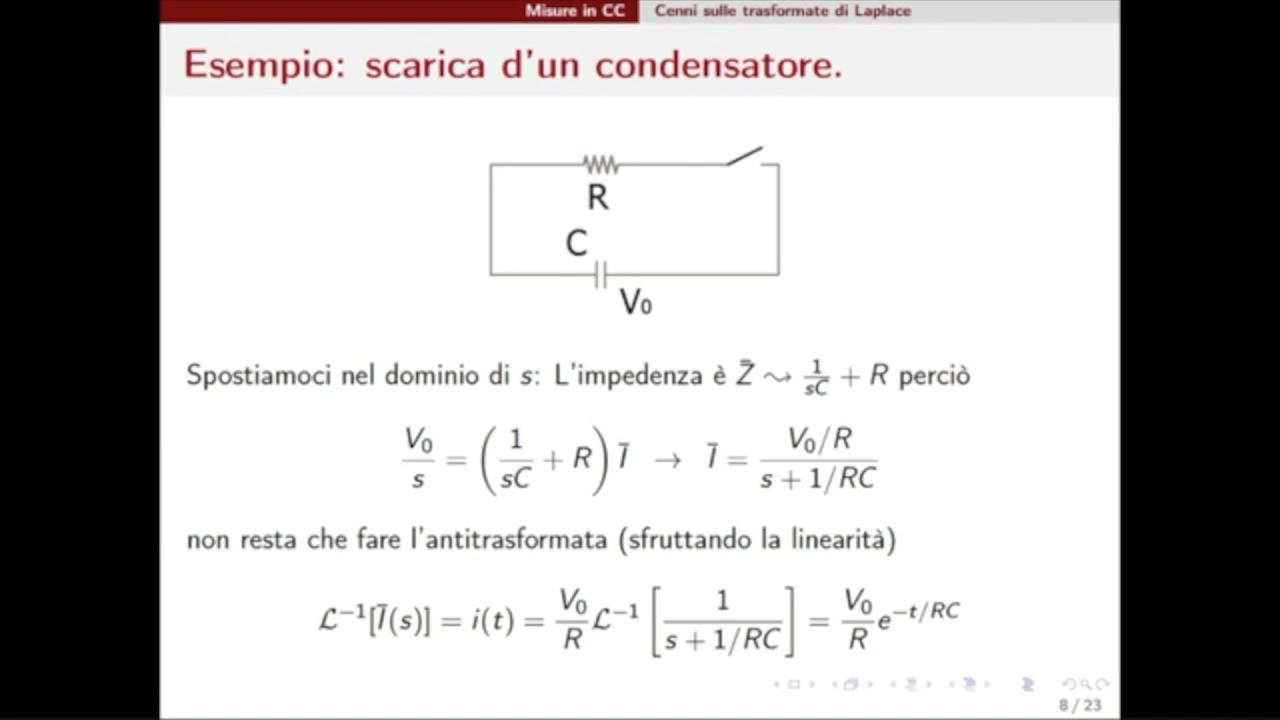 Misure in CC Cenni sulle trasformate di Laplace
Esempio: scarica d'un condensatore.
R
C
V₀
Spostiamoci nel dominio di s: L'impedenza è Z̄ ⇝ 1/sC + R perciò
V₀/s = (1/sC + R) Ī → Ī = (V₀/R)/(s + 1/RC)
non resta che fare l'antitrasformata (sfruttando la linearità)
ℒ⁻¹[Ī(s)] = i(t) = V₀/R ℒ⁻¹ [1/(s + 1/RC)] = V₀/R e^{−t/RC}
8 / 23